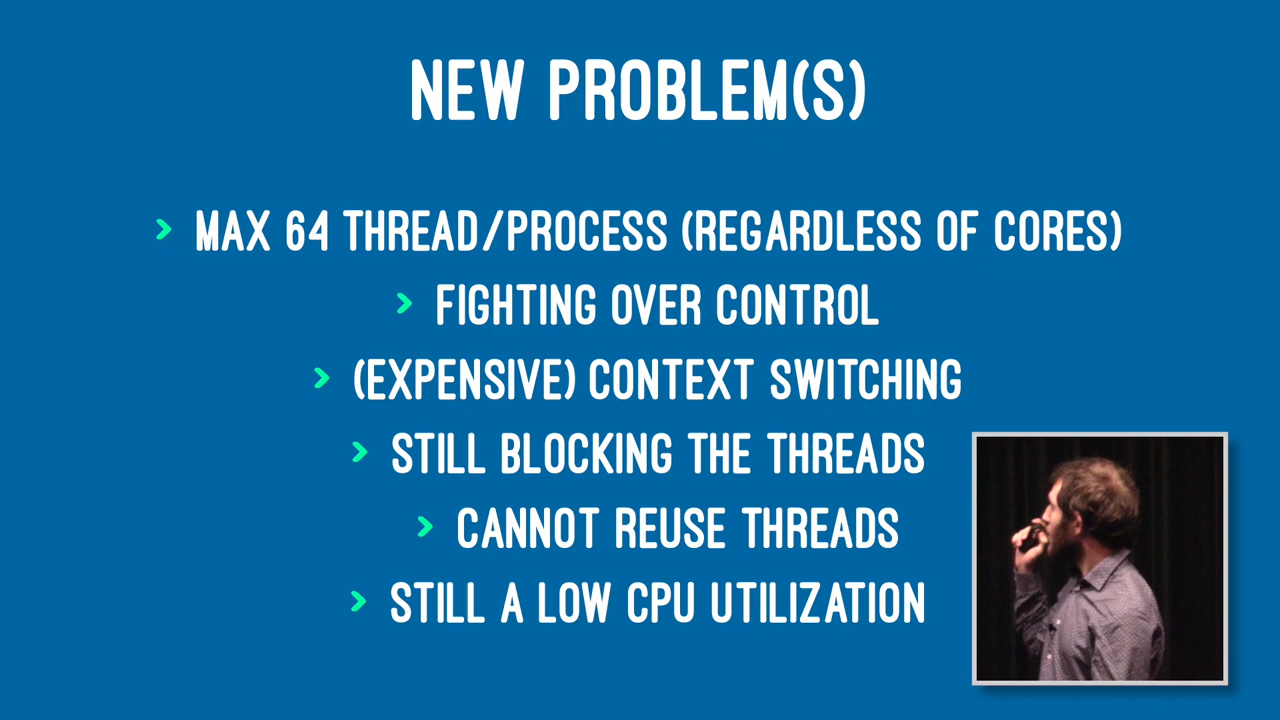 NEW PROBLEM(S)
> MAX 64 THREAD/PROCESS (REGARDLESS OF CORES)
> FIGHTING OVER CONTROL
> (EXPENSIVE) CONTEXT SWITCHING
> STILL BLOCKING THE THREADS
> CANNOT REUSE THREADS
> STILL A LOW CPU UTILIZATION